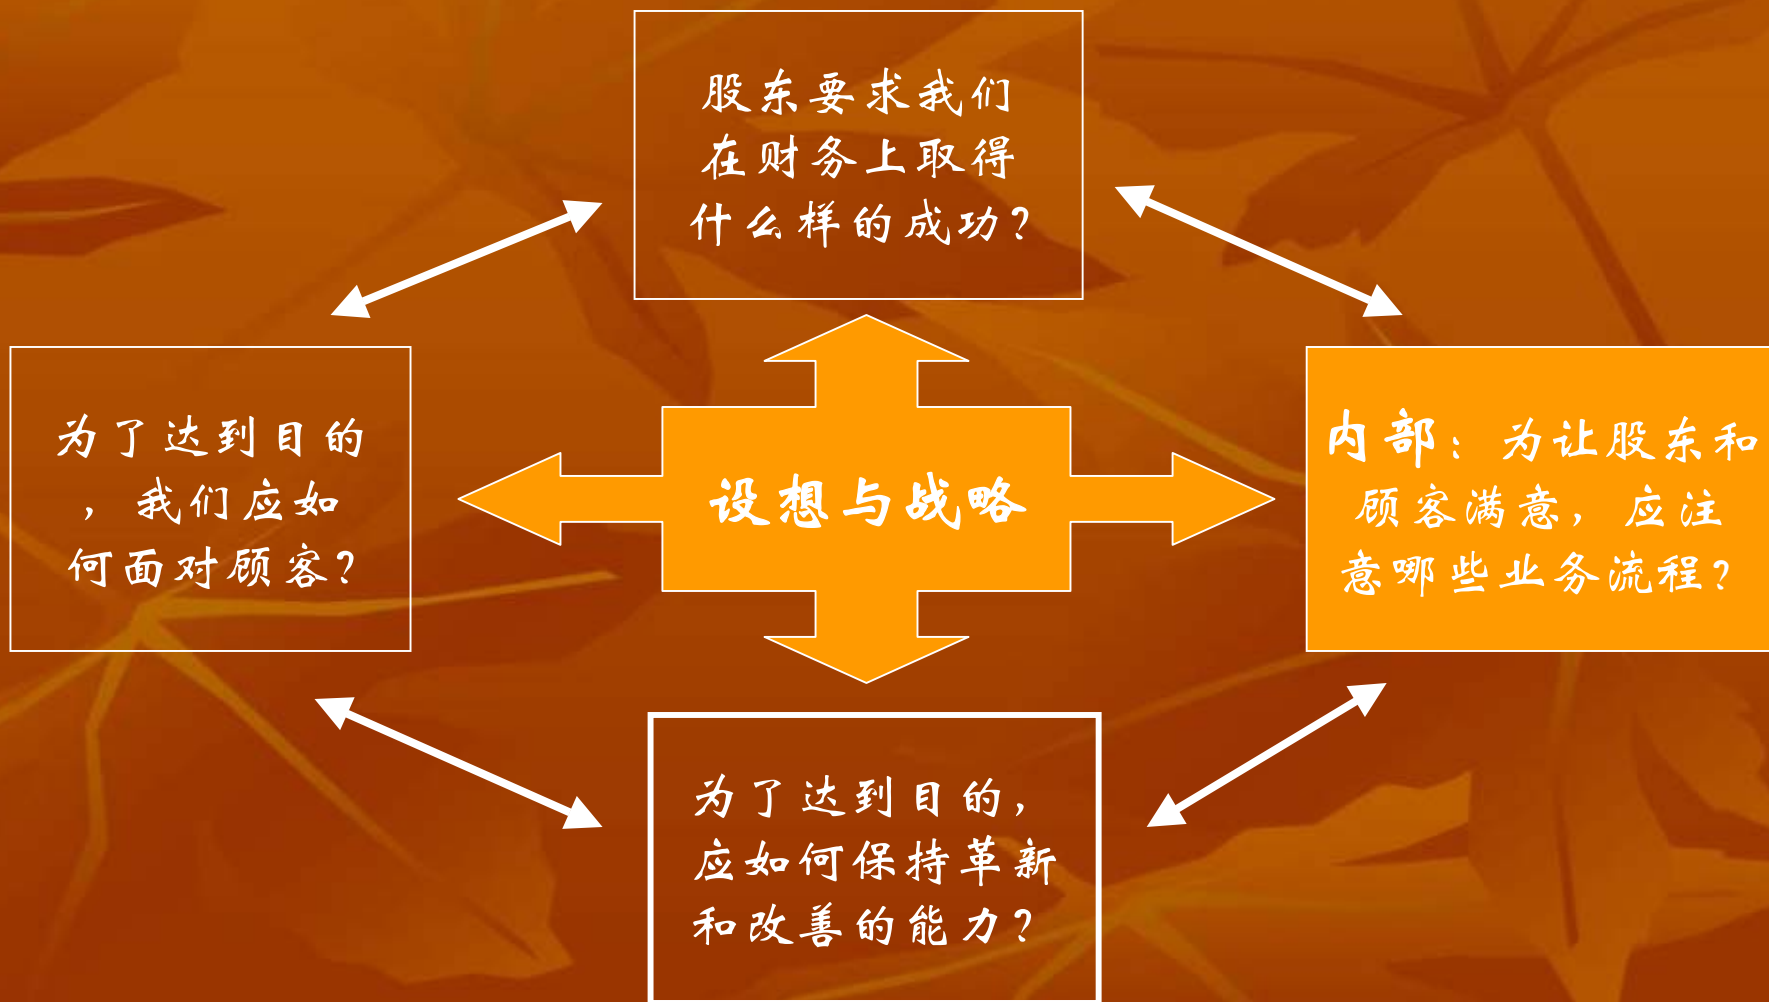 股东要求我们
在财务上取得
什么样的成功?
为了达到目的
，我们应如
何面对顾客?
设想与战略
内部：为让股东和
顾客满意，应注
意哪些业务流程?
为了达到目的，
应如何保持革新
和改善的能力?